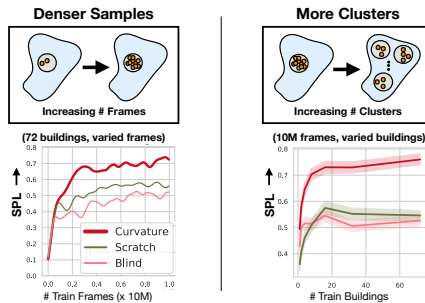 Denser Samples
Increasing # Frames
(72 buildings, varied frames)
SPL
0.8
0.7
0.6
0.5
0.4
0.3
0.2
0.1
0.0
Curvature
Scratch
Blind
0.0 0.2 0.4 0.6 0.8 1.0
# Train Frames (x 10M)
More Clusters
Increasing # Clusters
(10M frames, varied buildings)
SPL
0.8
0.7
0.6
0.5
0.4
0 20 40 60
# Train Buildings